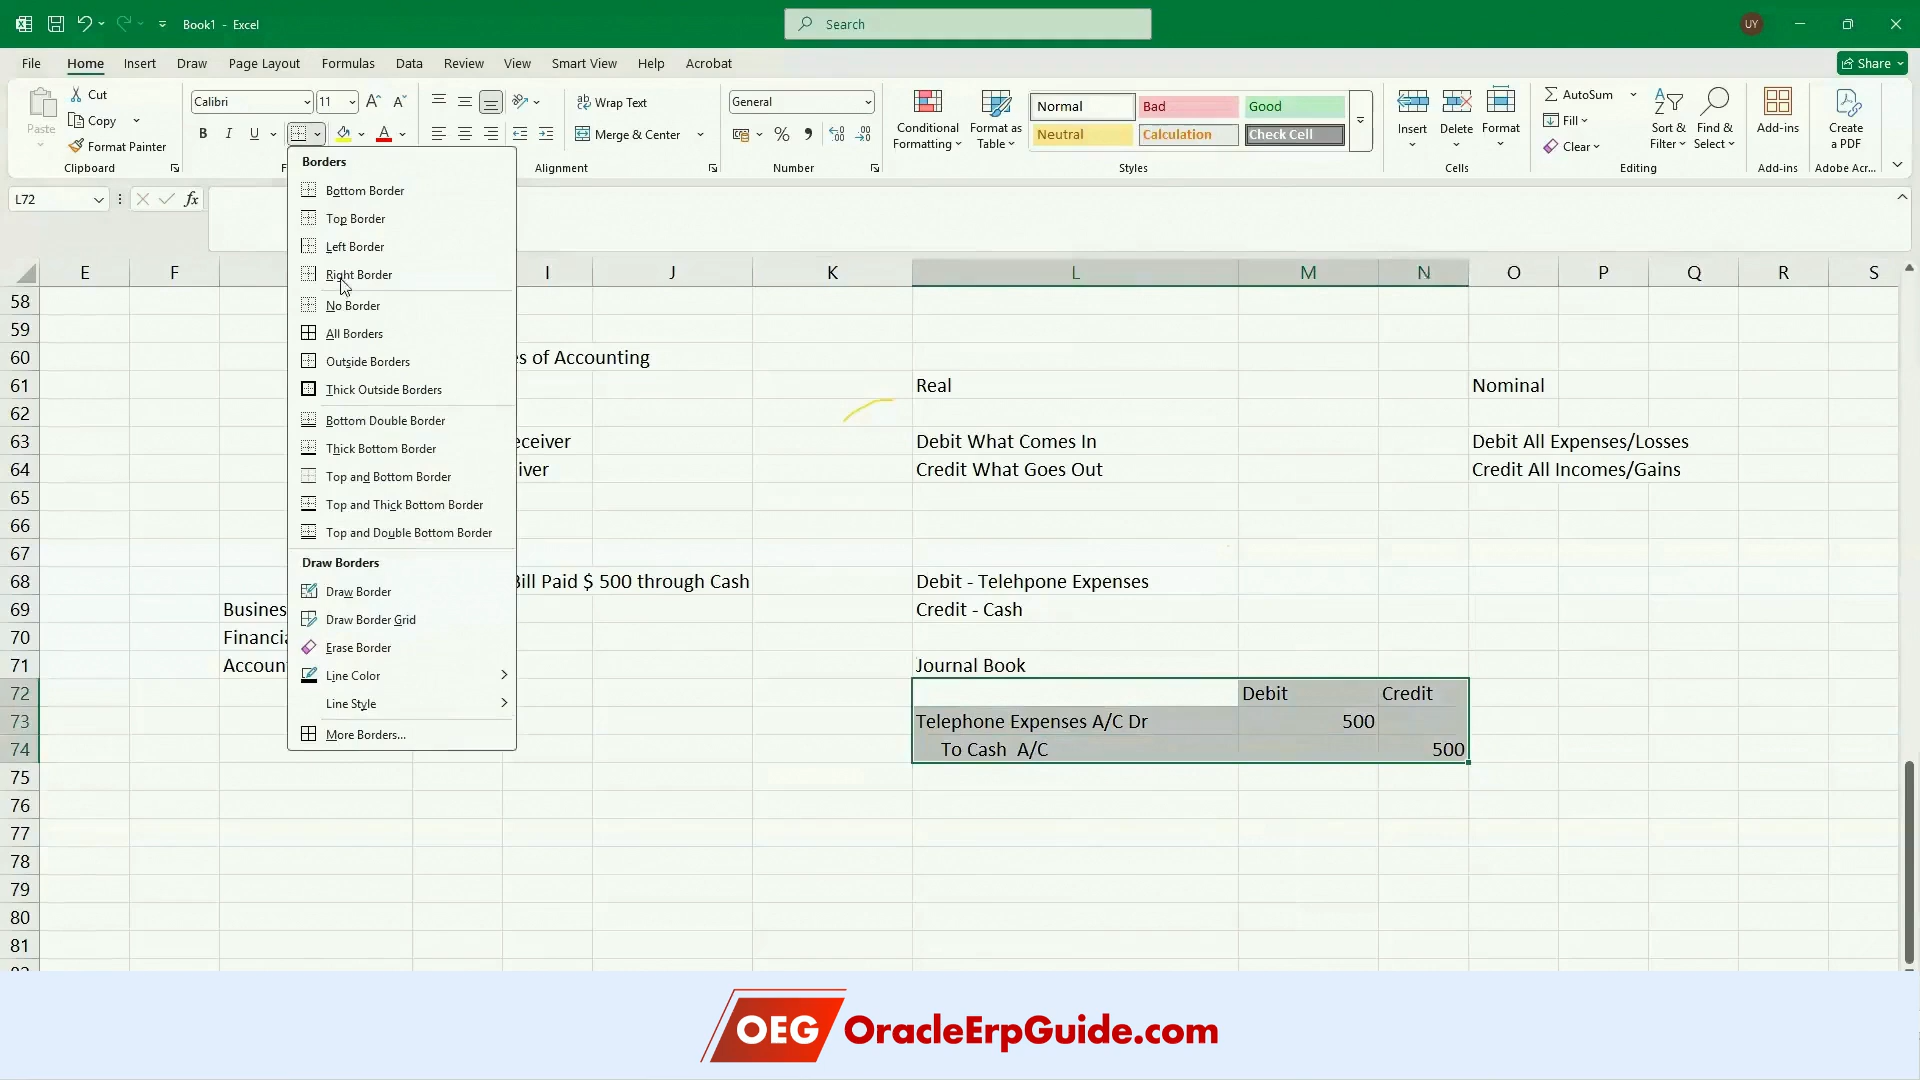 Book1 - Excel
Search
UY
File Home Insert Draw Page Layout Formulas Data Review View Smart View Help Acrobat
Share
Paste
Cut
Copy
Format Painter
Clipboard
Calibri 11
B I U
Wrap Text
Merge & Center
Alignment
General
Number
Conditional Formatting
Format as Table
Normal Bad Good
Neutral Calculation Check Cell
Styles
Insert Delete Format
Cells
AutoSum
Fill
Clear
Sort & Filter
Find & Select
Editing
Add-ins
Add-ins
Create a PDF
Adobe Acr...
L72
fx
Borders
Bottom Border
Top Border
Left Border
Right Border
No Border
All Borders
Outside Borders
Thick Outside Borders
Bottom Double Border
Thick Bottom Border
Top and Bottom Border
Top and Thick Bottom Border
Top and Double Bottom Border
Draw Borders
Draw Border
Draw Border Grid
Erase Border
Line Color
Line Style
More Borders...
E F I J K L M N O P Q R S
58
59
60 s of Accounting
61 Real Nominal
62
63 eceiver Debit What Comes In Debit All Expenses/Losses
64 iver Credit What Goes Out Credit All Incomes/Gains
65
66
67
68 Bill Paid $ 500 through Cash Debit - Telehpone Expenses
69 Busines Credit - Cash
70 Financia
71 Accoun Journal Book
72 Debit Credit
73 Telephone Expenses A/C Dr 500
74 To Cash A/C 500
75
76
77
78
79
80
81
OEG OracleErpGuide.com